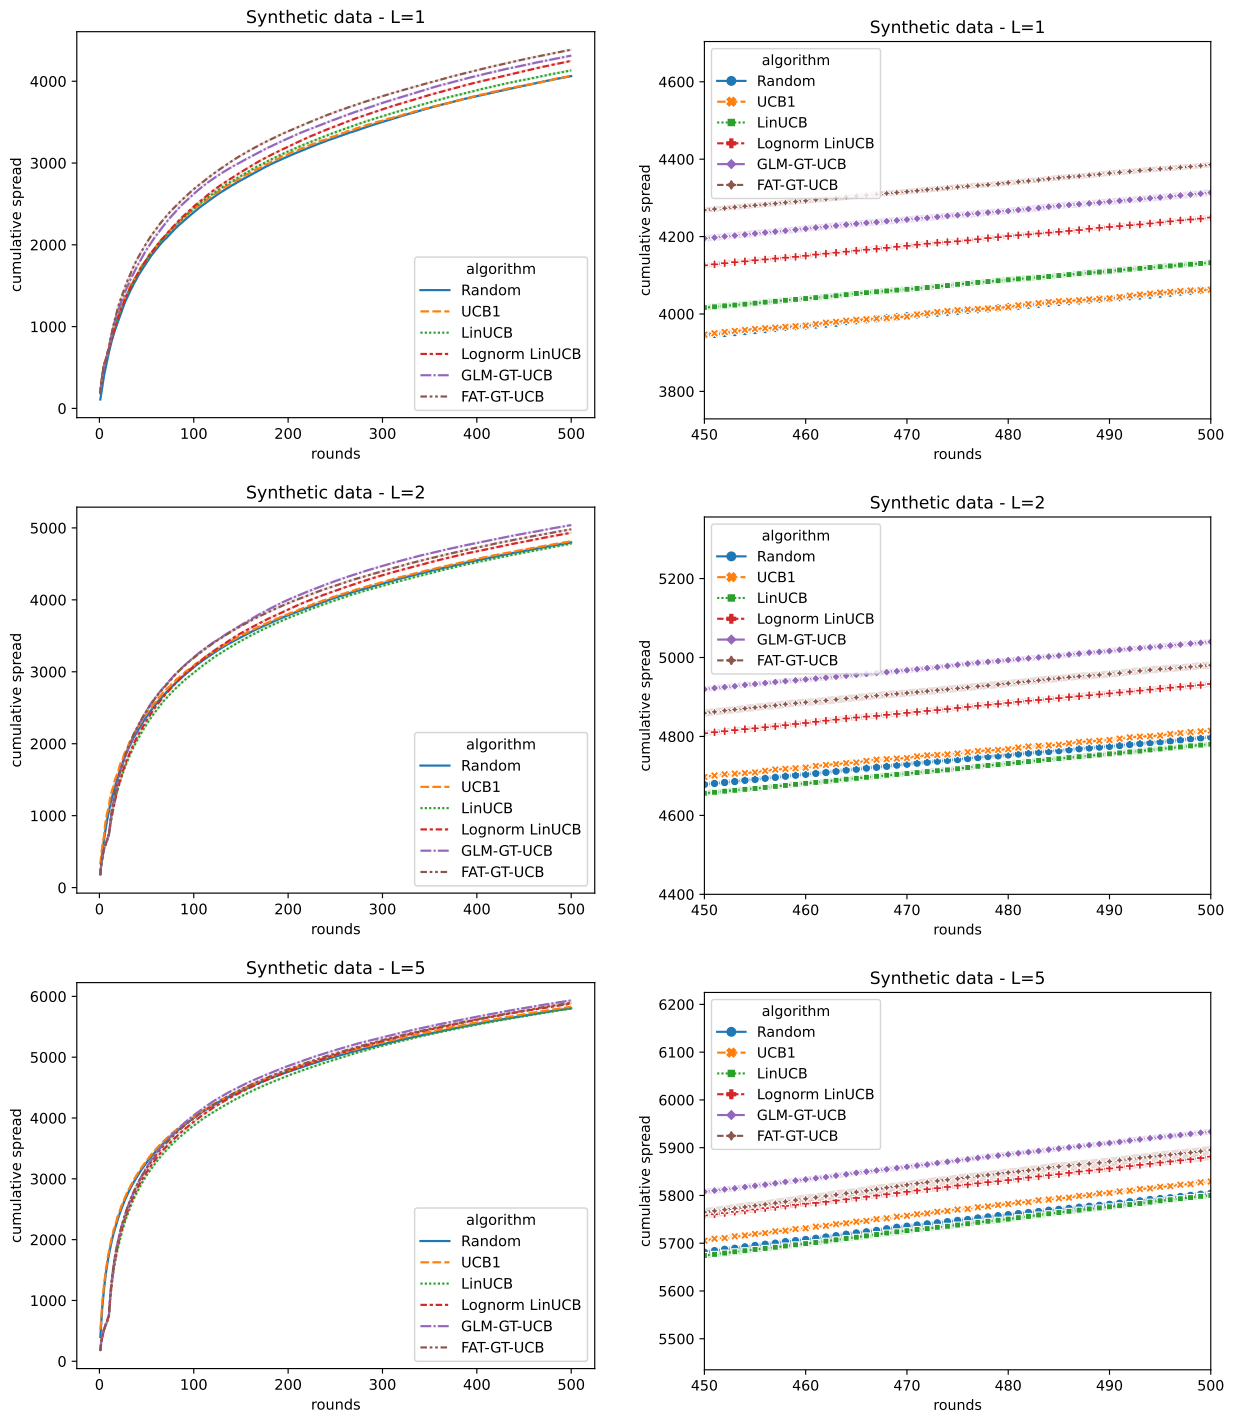 Synthetic data - L=1
cumulative spread
4000
3000
2000
1000
0
algorithm
Random
UCB1
LinUCB
Lognorm LinUCB
GLM-GT-UCB
FAT-GT-UCB
0 100 200 300 400 500
rounds
Synthetic data - L=1
cumulative spread
4600
4400
4200
4000
3800
algorithm
Random
UCB1
LinUCB
Lognorm LinUCB
GLM-GT-UCB
FAT-GT-UCB
450 460 470 480 490 500
rounds
Synthetic data - L=2
cumulative spread
5000
4000
3000
2000
1000
0
algorithm
Random
UCB1
LinUCB
Lognorm LinUCB
GLM-GT-UCB
FAT-GT-UCB
0 100 200 300 400 500
rounds
Synthetic data - L=2
cumulative spread
5200
5000
4800
4600
4400
algorithm
Random
UCB1
LinUCB
Lognorm LinUCB
GLM-GT-UCB
FAT-GT-UCB
450 460 470 480 490 500
rounds
Synthetic data - L=5
cumulative spread
6000
5000
4000
3000
2000
1000
0
algorithm
Random
UCB1
LinUCB
Lognorm LinUCB
GLM-GT-UCB
FAT-GT-UCB
0 100 200 300 400 500
rounds
Synthetic data - L=5
cumulative spread
6200
6100
6000
5900
5800
5700
5600
5500
algorithm
Random
UCB1
LinUCB
Lognorm LinUCB
GLM-GT-UCB
FAT-GT-UCB
450 460 470 480 490 500
rounds